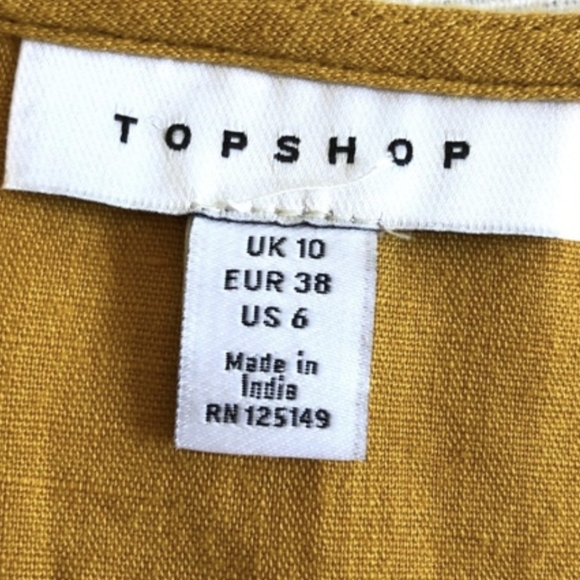 TOPSHOP
UK 10
EUR 38
US 6
Made in
India
RN 125149